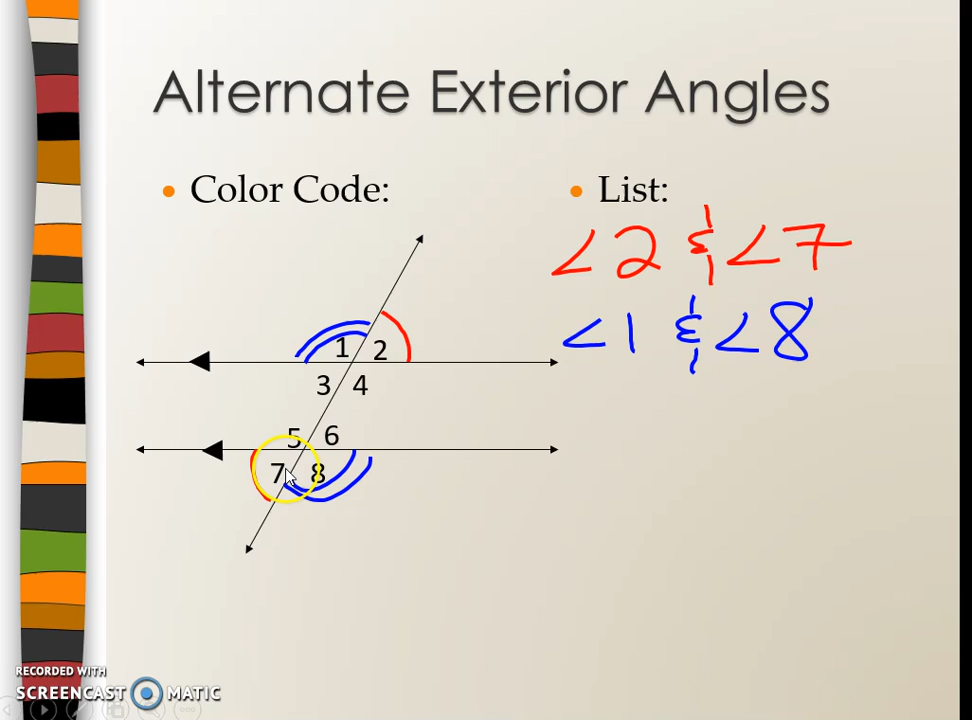 Alternate Exterior Angles
• Color Code:
• List:
<2 & <7
<1 & <8
1 2
3 4
5 6
7 8
RECORDED WITH
SCREENCAST MATIC